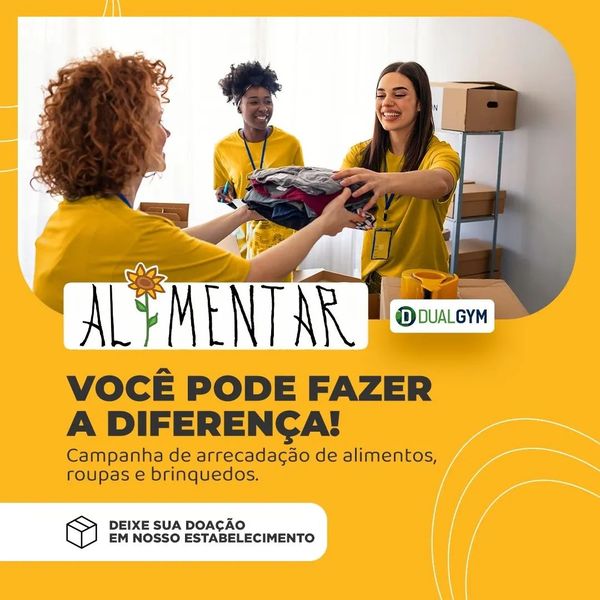 ALIMENTAR
DUALGYM
VOCÊ PODE FAZER
A DIFERENÇA!
Campanha de arrecadação de alimentos,
roupas e brinquedos.
DEIXE SUA DOAÇÃO
EM NOSSO ESTABELECIMENTO